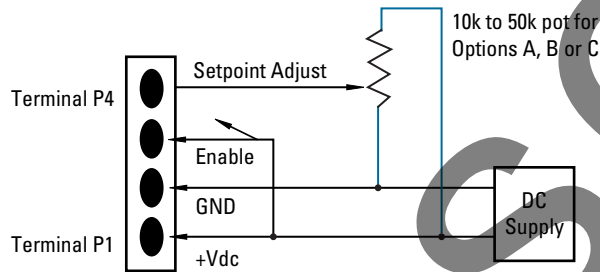 10k to 50k pot for
Options A, B or C
Setpoint Adjust
Terminal P4
Enable
GND
DC
Supply
Terminal P1
+Vdc